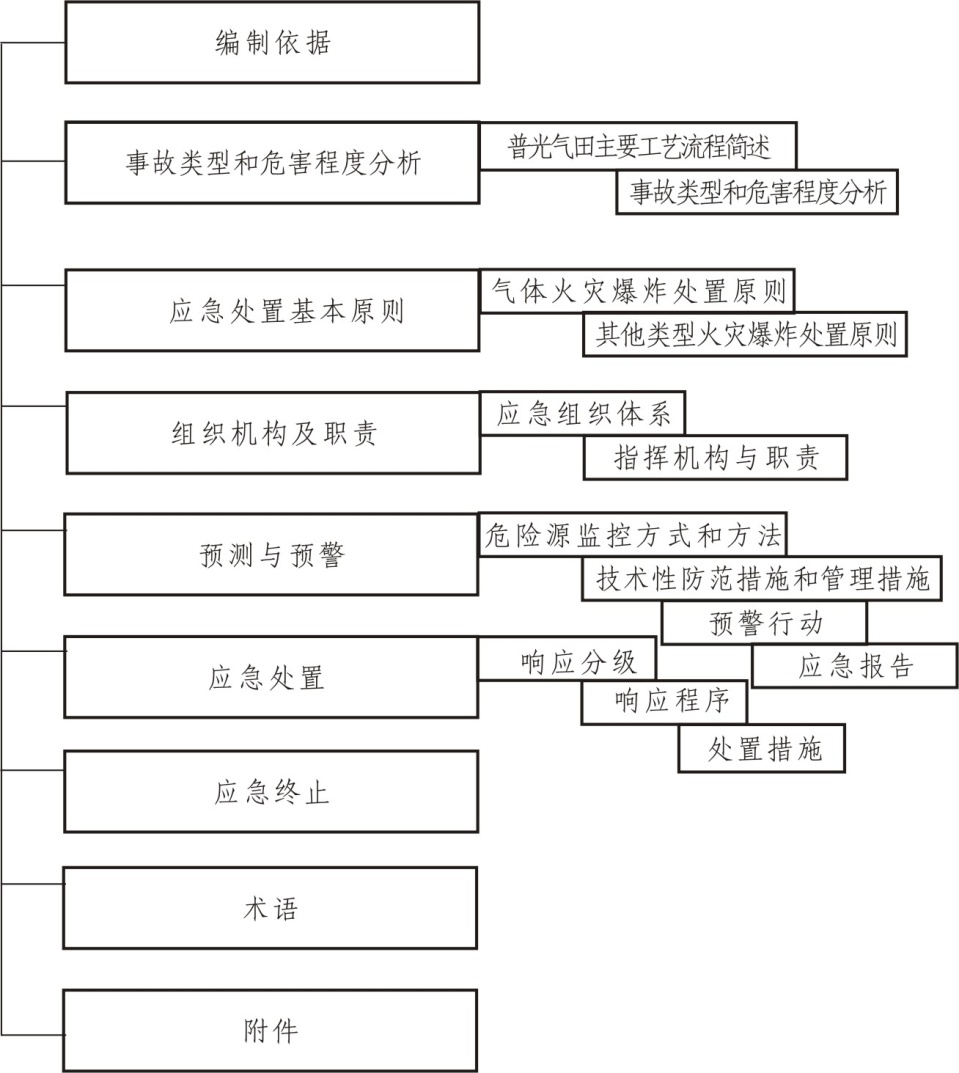 编制依据
事故类型和危害程度分析
普光气田主要工艺流程简述
事故类型和危害程度分析
应急处置基本原则
气体火灾爆炸处置原则
其他类型火灾爆炸处置原则
组织机构及职责
应急组织体系
指挥机构与职责
预测与预警
危险源监控方式和方法
技术性防范措施和管理措施
预警行动
应急报告
应急处置
响应分级
响应程序
处置措施
应急终止
术语
附件